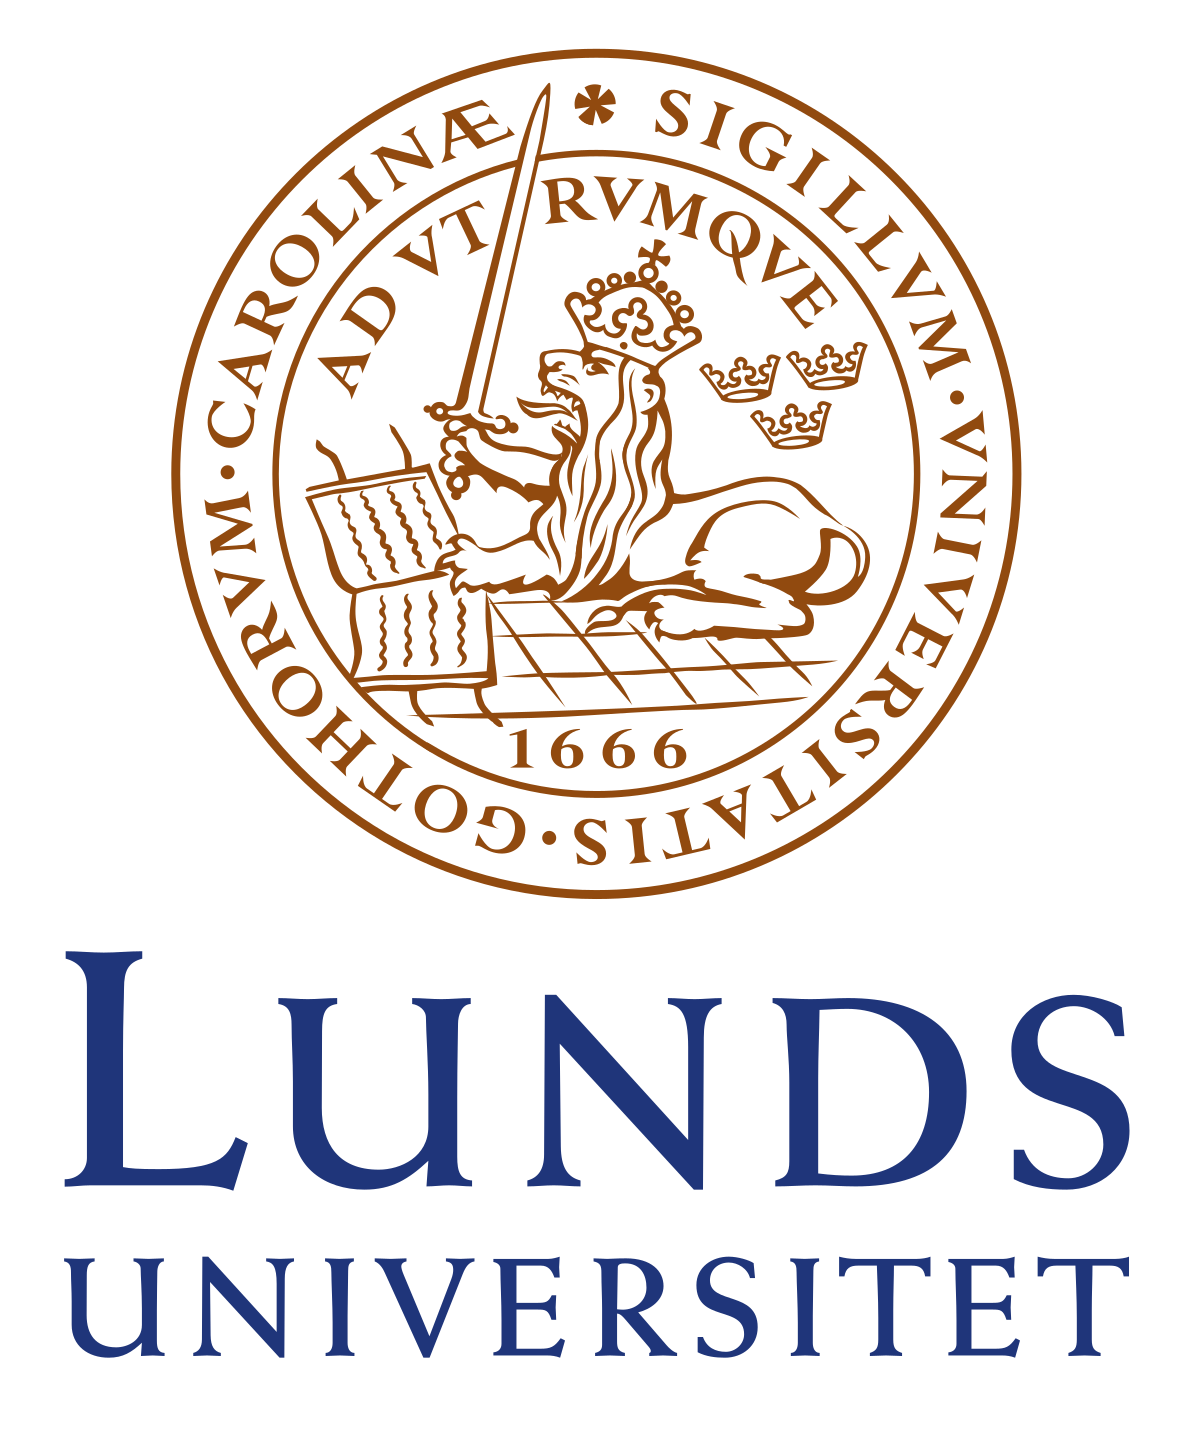 * SIGILLVM · VNIVERSITATIS · GOTHORVM · CAROLINÆ
AD VTRVMQVE
1666
LUNDS
UNIVERSITET